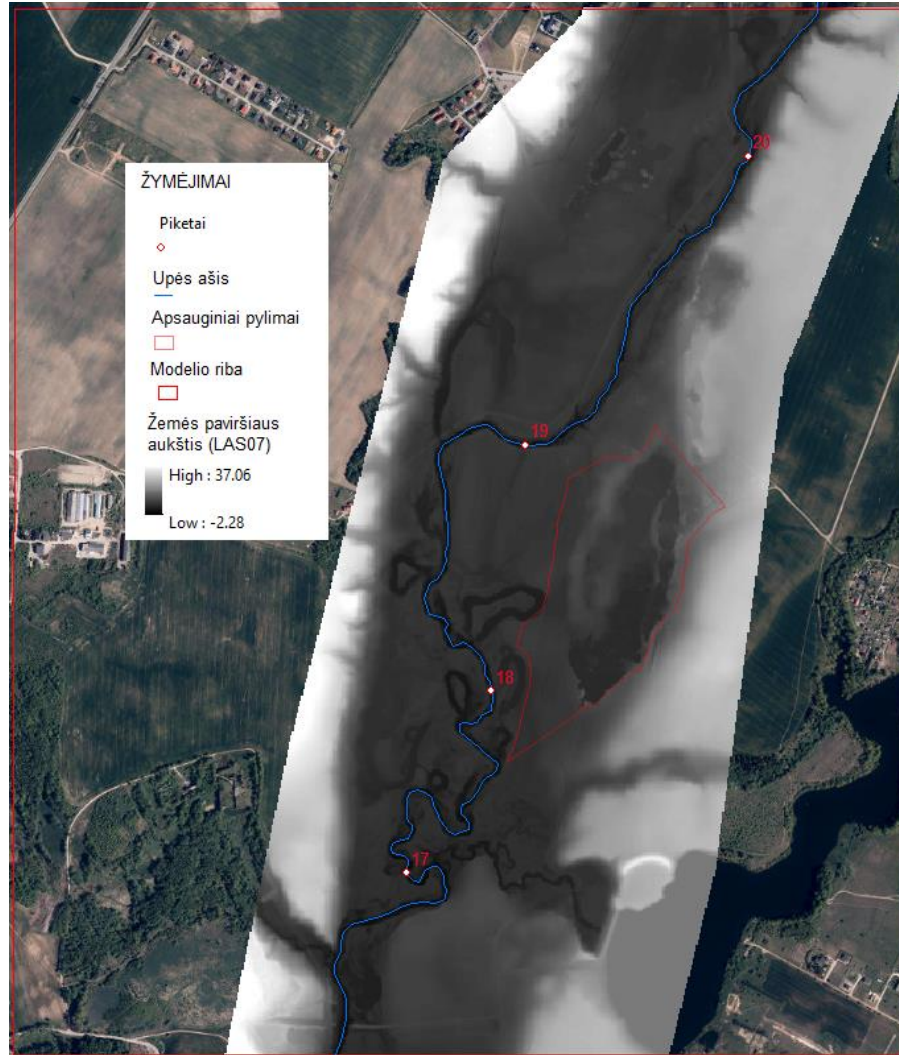 ŽYMĖJIMAI
Piketai
Upės ašis
Apsauginiai pylimai
Modelio riba
Žemės paviršiaus
aukštis (LAS07)
High : 37.06
Low : -2.28
20
19
18
17